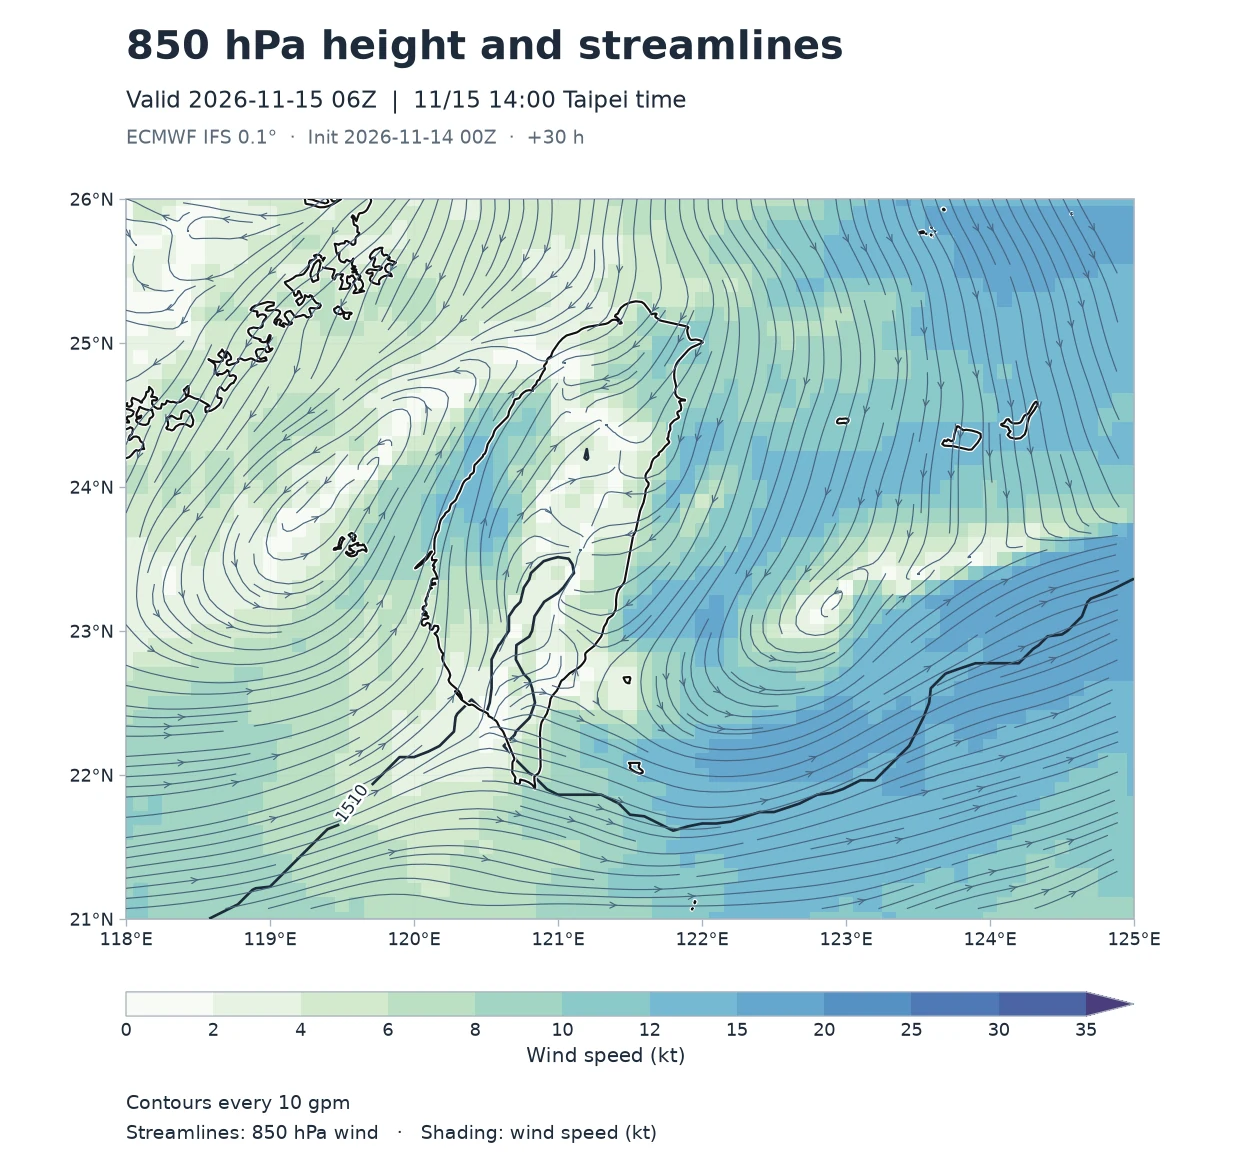 850 hPa height and streamlines
Valid 2026-11-15 06Z | 11/15 14:00 Taipei time
ECMWF IFS 0.1° · Init 2026-11-14 00Z · +30 h
26°N
25°N
24°N
23°N
22°N
21°N
1510
118°E 119°E 120°E 121°E 122°E 123°E 124°E 125°E
0 2 4 6 8 10 12 15 20 25 30 35
Wind speed (kt)
Contours every 10 gpm
Streamlines: 850 hPa wind · Shading: wind speed (kt)